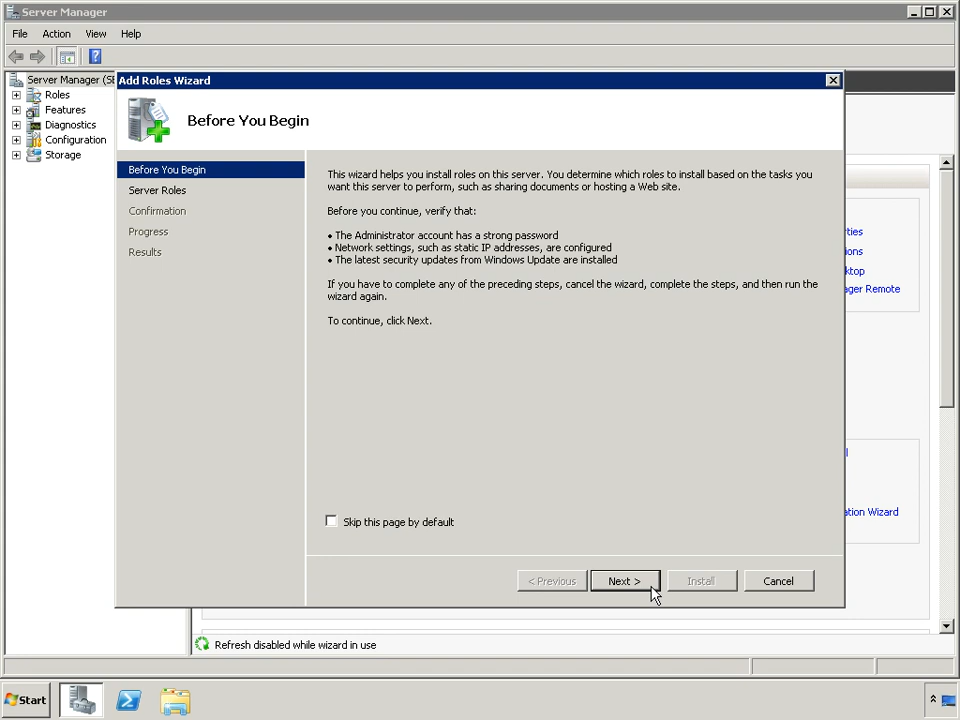 Server Manager
File Action View Help
Server Manager (SE
Roles
Features
Diagnostics
Configuration
Storage
Add Roles Wizard
Before You Begin
Before You Begin
Server Roles
Confirmation
Progress
Results
This wizard helps you install roles on this server. You determine which roles to install based on the tasks you
want this server to perform, such as sharing documents or hosting a Web site.
Before you continue, verify that:
• The Administrator account has a strong password
• Network settings, such as static IP addresses, are configured
• The latest security updates from Windows Update are installed
If you have to complete any of the preceding steps, cancel the wizard, complete the steps, and then run the
wizard again.
To continue, click Next.
Skip this page by default
< Previous Next > Install Cancel
rties
ions
ktop
ager Remote
ation Wizard
Refresh disabled while wizard in use
Start